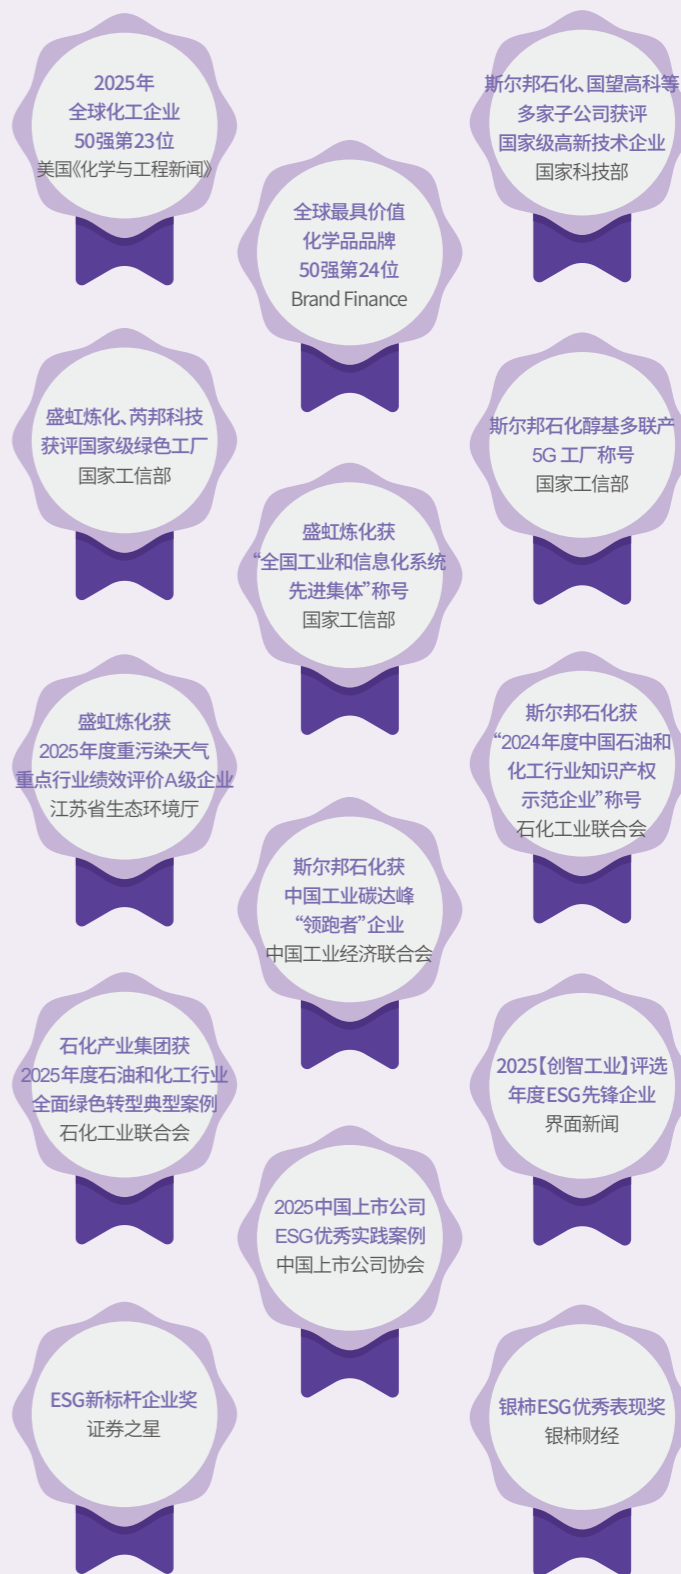 2025年
全球化工企业
50强第23位
美国《化学与工程新闻》
斯尔邦石化、国望高科等
多家子公司获评
国家级高新技术企业
国家科技部
全球最具价值
化学品品牌
50强第24位
Brand Finance
盛虹炼化、芮邦科技
获评国家级绿色工厂
国家工信部
斯尔邦石化醇基多联产
5G 工厂称号
国家工信部
盛虹炼化获
“全国工业和信息化系统
先进集体”称号
国家工信部
盛虹炼化获
2025年度重污染天气
重点行业绩效评价A级企业
江苏省生态环境厅
斯尔邦石化获
“2024年度中国石油和
化工行业知识产权
示范企业”称号
石化工业联合会
斯尔邦石化获
中国工业碳达峰
“领跑者”企业
中国工业经济联合会
石化产业集团获
2025年度石油和化工行业
全面绿色转型典型案例
石化工业联合会
2025【创智工业】评选
年度ESG先锋企业
界面新闻
2025中国上市公司
ESG优秀实践案例
中国上市公司协会
ESG新标杆企业奖
证券之星
银柿ESG优秀表现奖
银柿财经